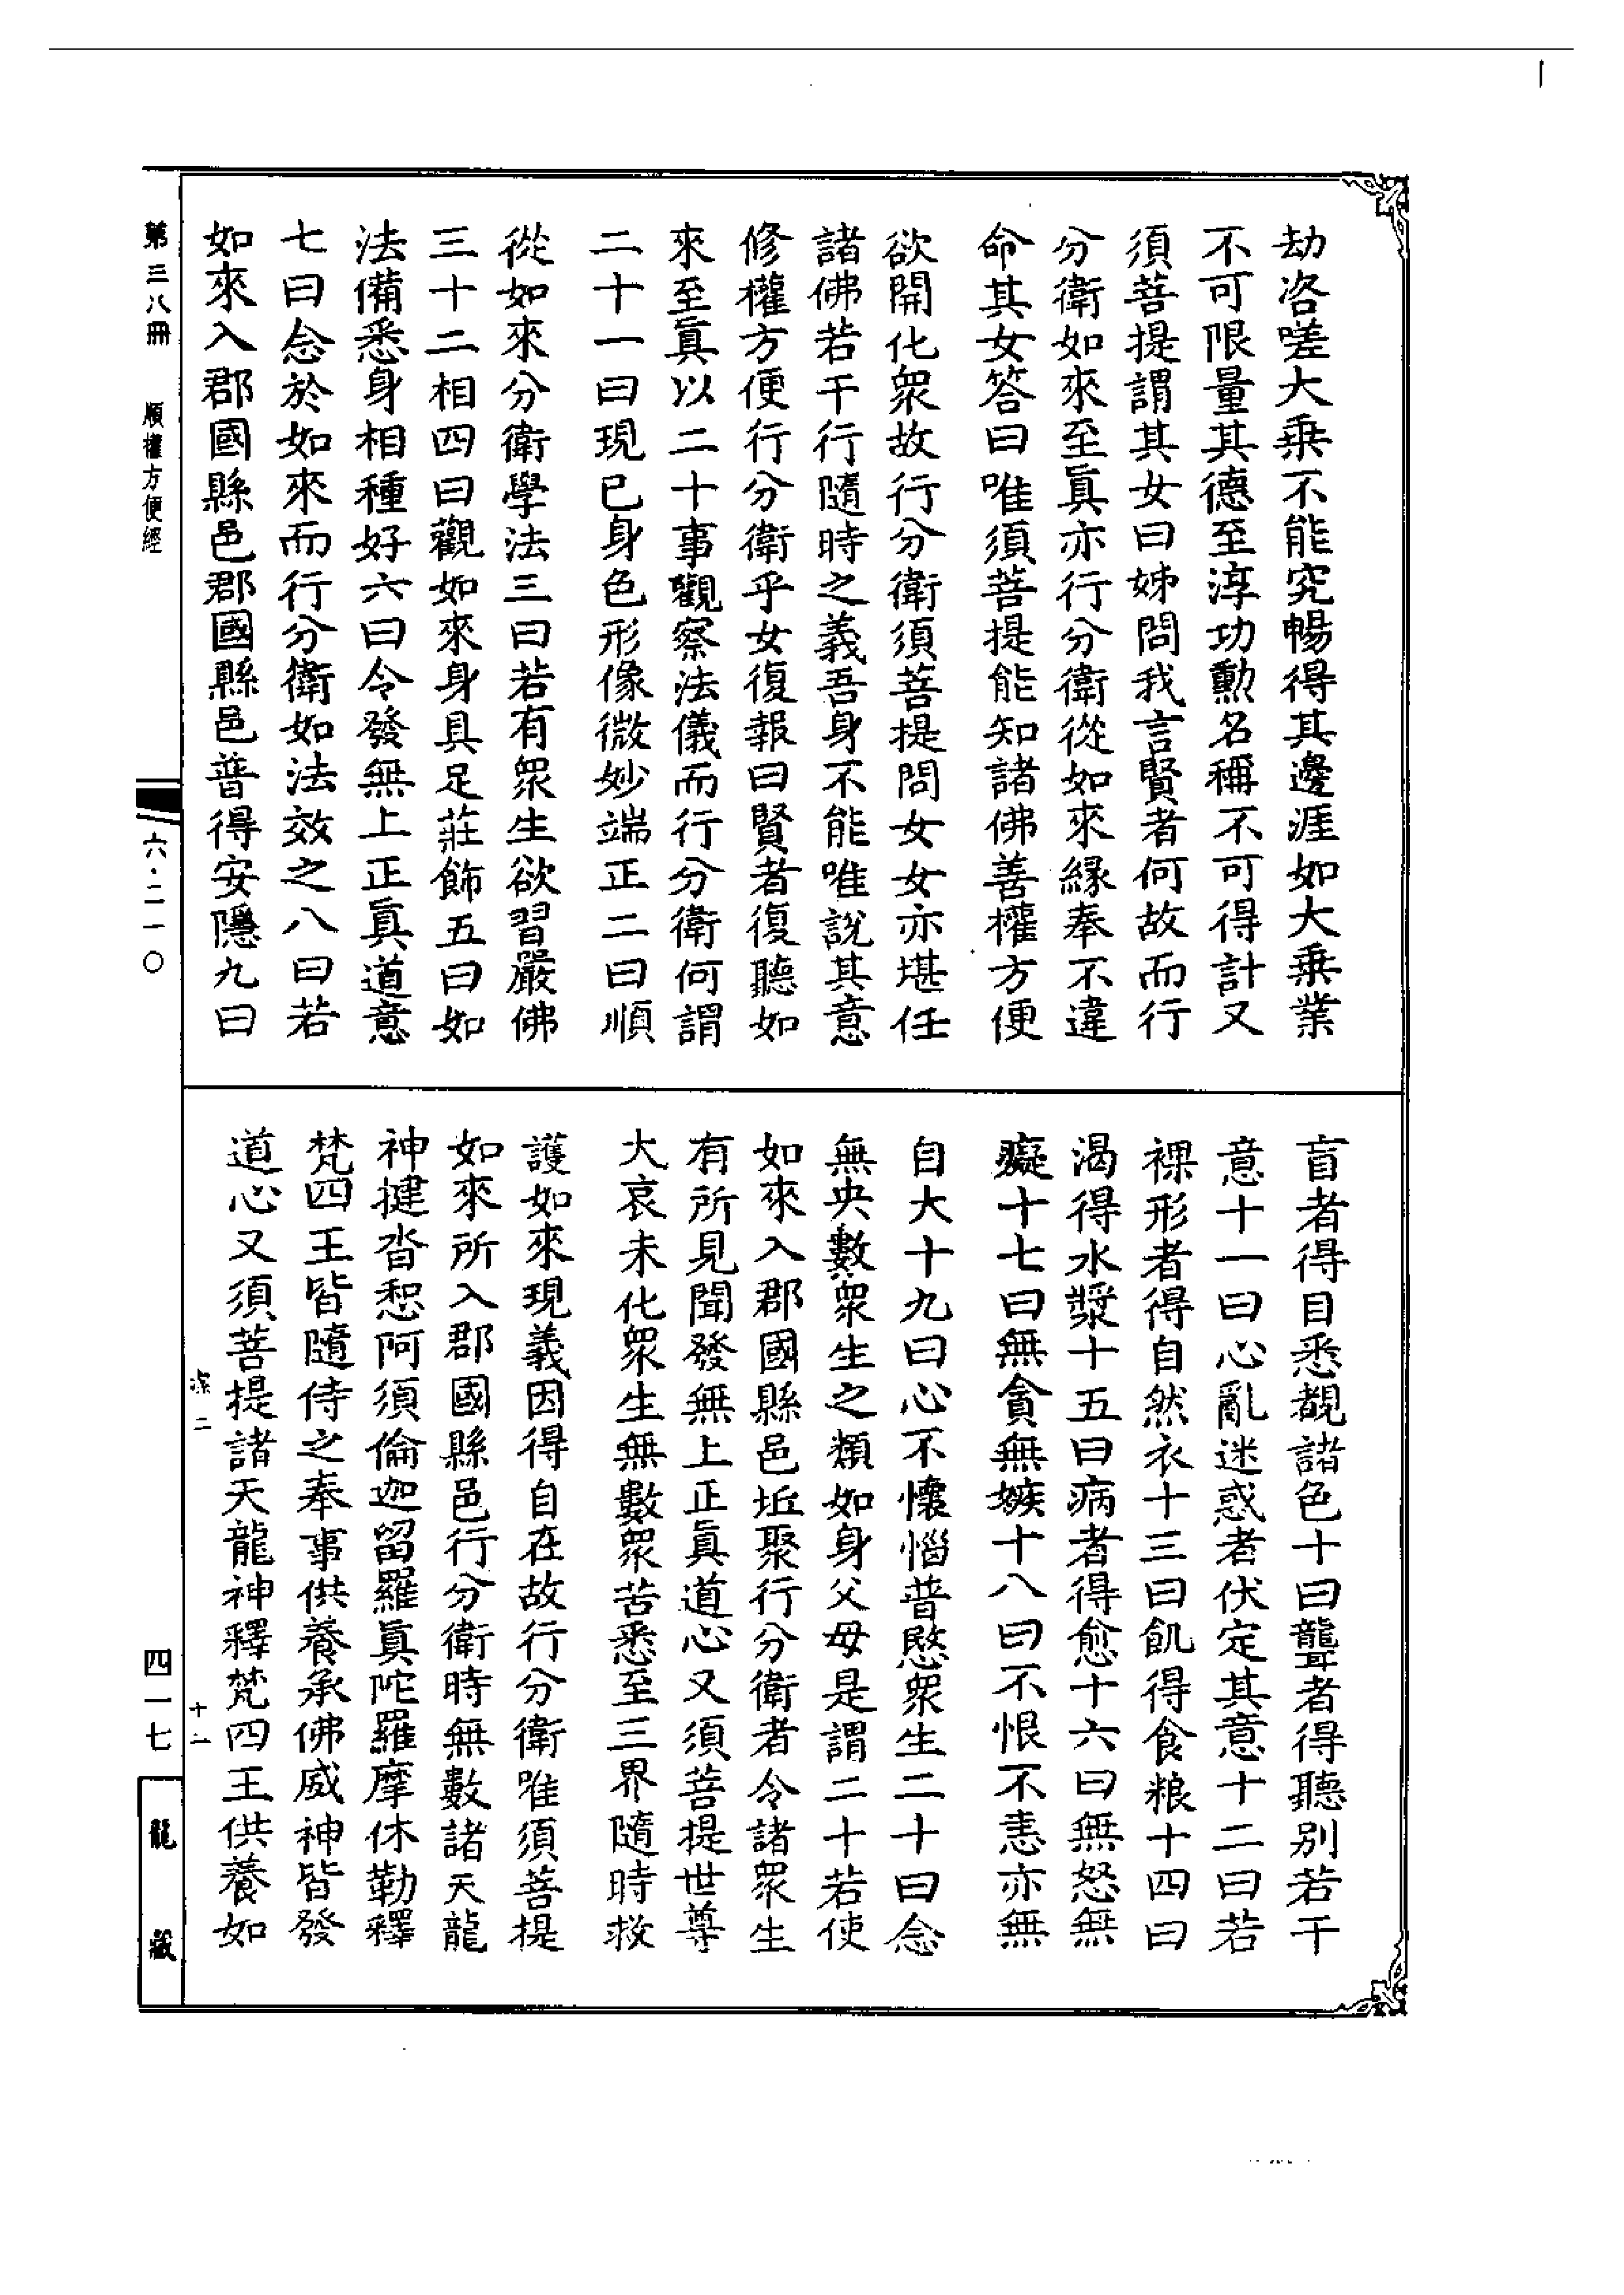 劫咨嗟大乗不能究暢得其邊涯如大乗業
不可限量其德至淳功勲名稱不可得計又
須菩提謂其女曰姊問我言賢者何故而行
分衛如來至眞亦行分衛從如來縁奉不違
命其女答曰唯須菩提能知諸佛善權方便
欲開化衆故行分衛須菩提問女女亦堪任
諸佛若干行隨時之義吾身不能唯說其意
修權方便行分衛乎女復報曰賢者復聽如
來至眞以二十事觀察法儀而行分衛何謂
二十一曰現已身色形像微妙端正二曰順
從如來分衛學法三曰若有衆生欲習嚴佛
三十二相四曰觀如來身具足莊飾五曰如
法備悉身相種好六曰令發無上正眞道意
七曰念於如來而行分衛如法效之八曰若
如來入郡國縣邑郡國縣邑普得安隱九曰
盲者得目悉覩諸色十曰聾者得聽別若干
意十一曰心亂迷惑者伏定其意十二曰若
裸形者得自然衣十三曰飢得食粮十四曰
渴得水漿十五曰病者得愈十六曰無怒無
癡十七曰無貪無嫉十八曰不恨不恚亦無
自大十九曰心不懷惱普愍衆生二十曰念
無央數衆生之類如身父母是謂二十若使
如來入郡國縣邑坵聚行分衛者令諸衆生
有所見聞發無上正眞道心又須菩提世尊
大哀未化衆生無數衆苦悉至三界隨時救
護如來現義因得自在故行分衛唯須菩提
如來所入郡國縣邑行分衛時無數諸天龍
神揵沓惒阿須倫迦留羅眞陀羅摩休勒釋
梵四王皆隨侍之奉事供養承佛威神皆發
道心又須菩提諸天龍神釋梵四王供養如
深二 十二
第三八冊 順權方便經 六·二一〇
四一七 龍藏